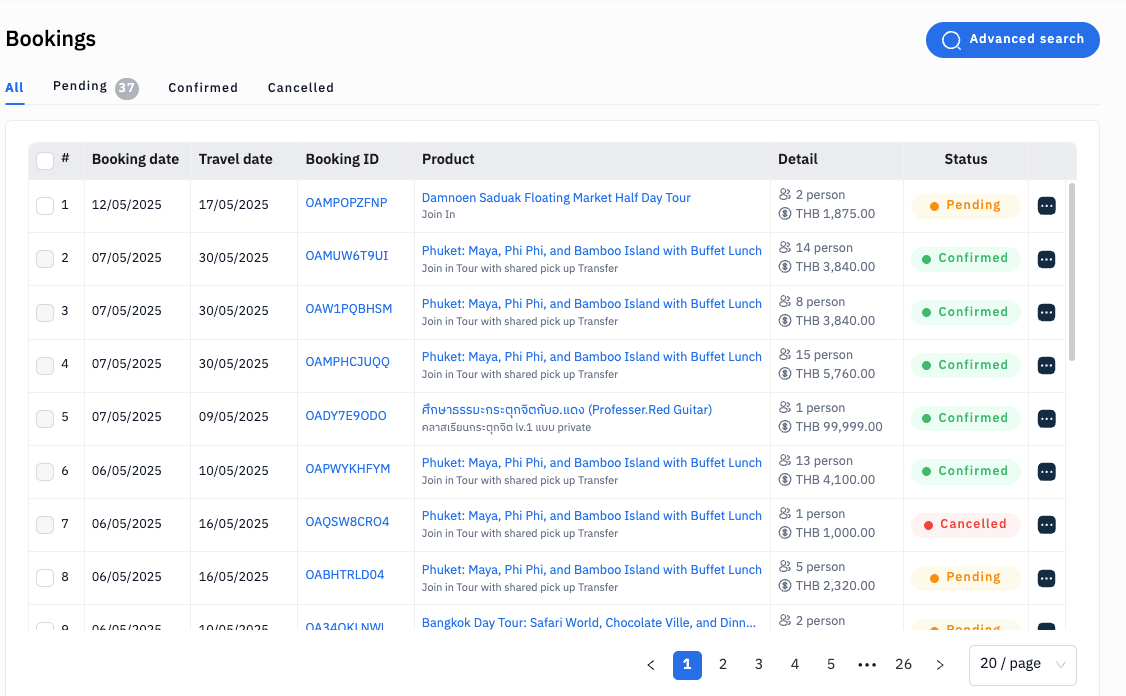 Bookings
Advanced search
All Pending 37 Confirmed Cancelled
# Booking date Travel date Booking ID Product Detail Status
1 12/05/2025 17/05/2025 OAMPOPZFNP Damnoen Saduak Floating Market Half Day Tour 2 person Pending
Join In THB 1,875.00
2 07/05/2025 30/05/2025 OAMUW6T9UI Phuket: Maya, Phi Phi, and Bamboo Island with Buffet Lunch 14 person Confirmed
Join in Tour with shared pick up Transfer THB 3,840.00
3 07/05/2025 30/05/2025 OAW1PQBHSM Phuket: Maya, Phi Phi, and Bamboo Island with Buffet Lunch 8 person Confirmed
Join in Tour with shared pick up Transfer THB 3,840.00
4 07/05/2025 30/05/2025 OAMPHCJUQQ Phuket: Maya, Phi Phi, and Bamboo Island with Buffet Lunch 15 person Confirmed
Join in Tour with shared pick up Transfer THB 5,760.00
5 07/05/2025 09/05/2025 OADY7E9ODO ศึกษาธรรมะกระตุกจิตกับอ.แดง (Professer.Red Guitar) 1 person Confirmed
คลาสเรียนกระตุกจิต lv.1 แบบ private THB 99,999.00
6 06/05/2025 10/05/2025 OAPWYKHFYM Phuket: Maya, Phi Phi, and Bamboo Island with Buffet Lunch 13 person Confirmed
Join in Tour with shared pick up Transfer THB 4,100.00
7 06/05/2025 16/05/2025 OAQSW8CRO4 Phuket: Maya, Phi Phi, and Bamboo Island with Buffet Lunch 1 person Cancelled
Join in Tour with shared pick up Transfer THB 1,000.00
8 06/05/2025 16/05/2025 OABHTRLD04 Phuket: Maya, Phi Phi, and Bamboo Island with Buffet Lunch 5 person Pending
Join in Tour with shared pick up Transfer THB 2,320.00
9 06/05/2025 10/05/2025 Bangkok Day Tour: Safari World, Chocolate Ville, and Dinn... 2 person Pending
< 1 2 3 4 5 ••• 26 > 20 / page